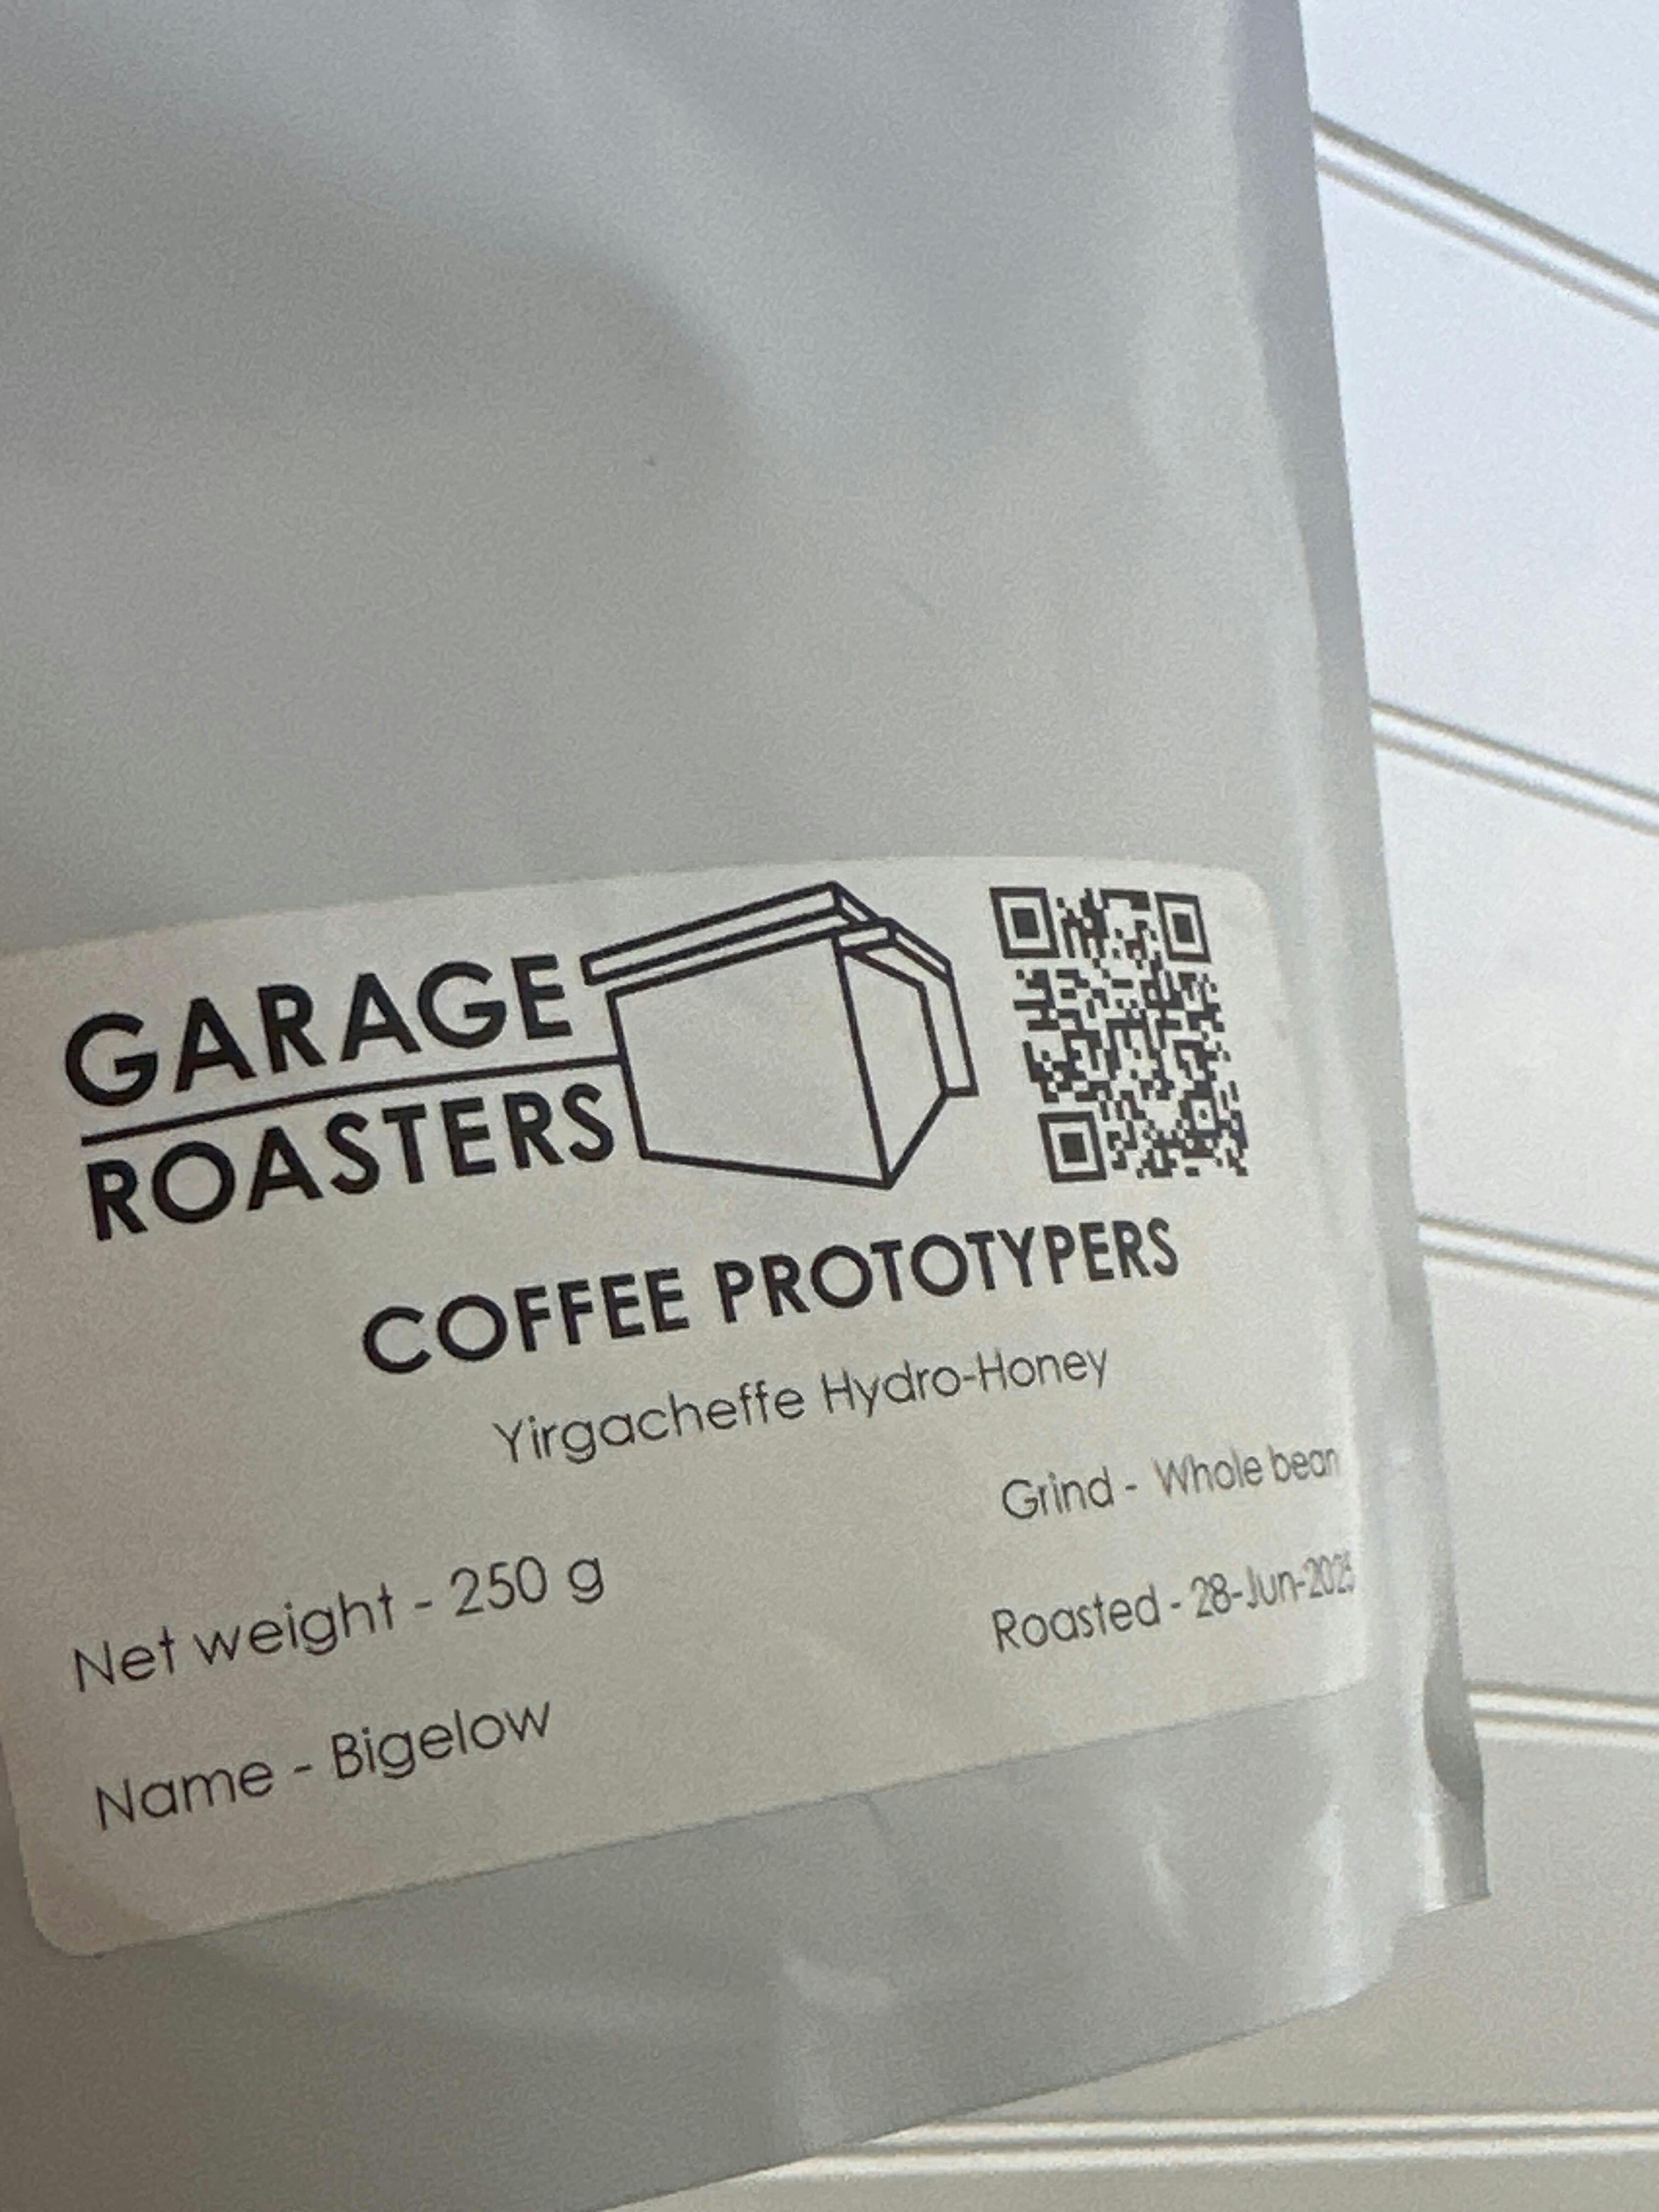 GARAGE
ROASTERS
COFFEE PROTOTYPERS
Yirgacheffe Hydro-Honey
Grind - Whole bean
Net weight - 250 g
Roasted - 28-Jun-2025
Name - Bigelow